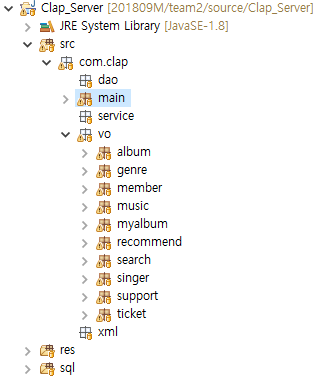 Clap_Server [201809M/team2/source/Clap_Server]
JRE System Library [JavaSE-1.8]
src
com.clap
dao
main
service
vo
album
genre
member
music
myalbum
recommend
search
singer
support
ticket
xml
res
sql